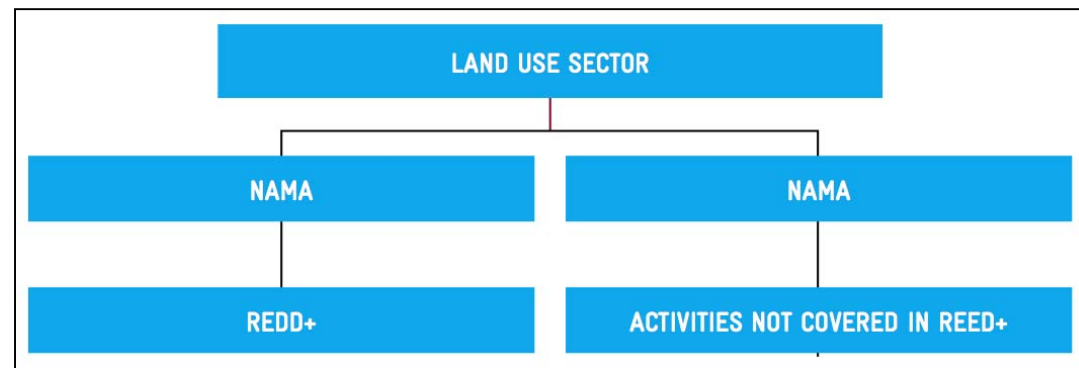 LAND USE SECTOR
NAMA
NAMA
REDD+
ACTIVITIES NOT COVERED IN REED+